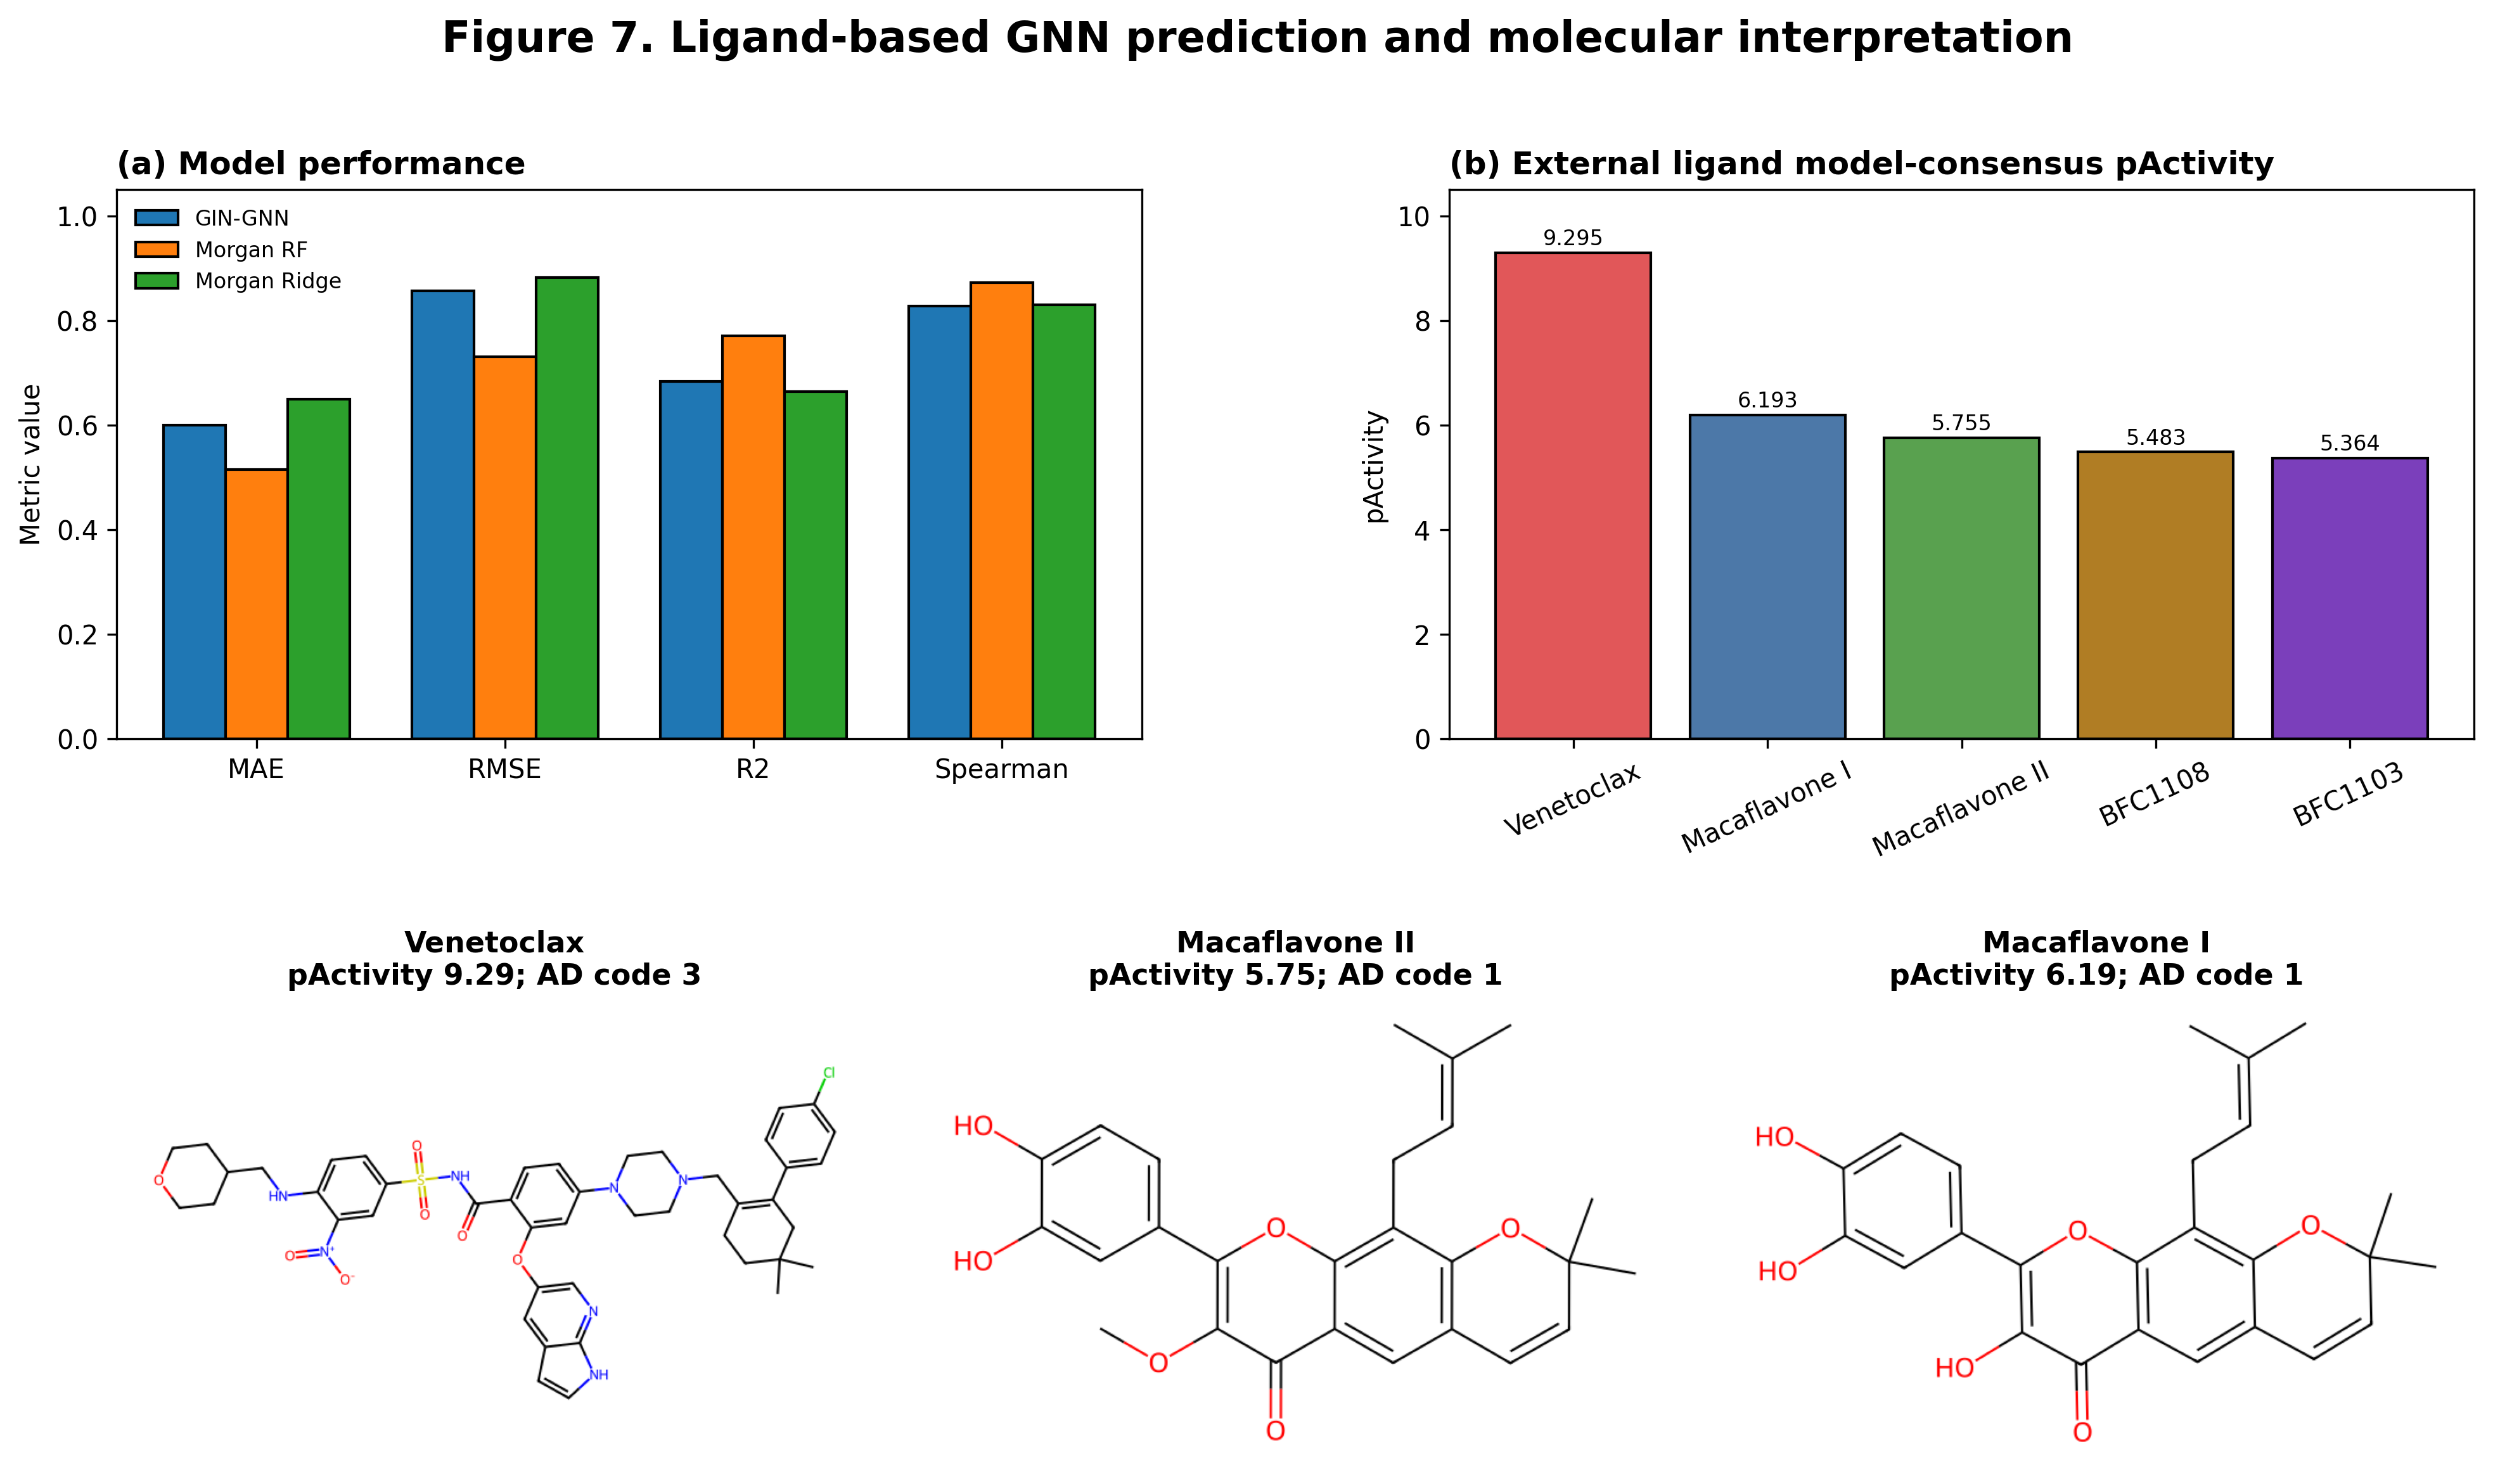 Figure 7. Ligand-based GNN prediction and molecular interpretation
(a) Model performance
GIN-GNN
Morgan RF
Morgan Ridge
Metric value
1.0
0.8
0.6
0.4
0.2
0.0
MAE RMSE R2 Spearman
(b) External ligand model-consensus pActivity
pActivity
10
8
6
4
2
0
9.295
6.193
5.755
5.483
5.364
Venetoclax Macaflavone I Macaflavone II BFC1108 BFC1103
Venetoclax
pActivity 9.29; AD code 3
O
HN
N⁺
O
O⁻
O
S
O
NH
O
O
N
N
Cl
N
NH
Macaflavone II
pActivity 5.75; AD code 1
HO
HO
O
O
O
O
Macaflavone I
pActivity 6.19; AD code 1
HO
HO
O
O
HO
O